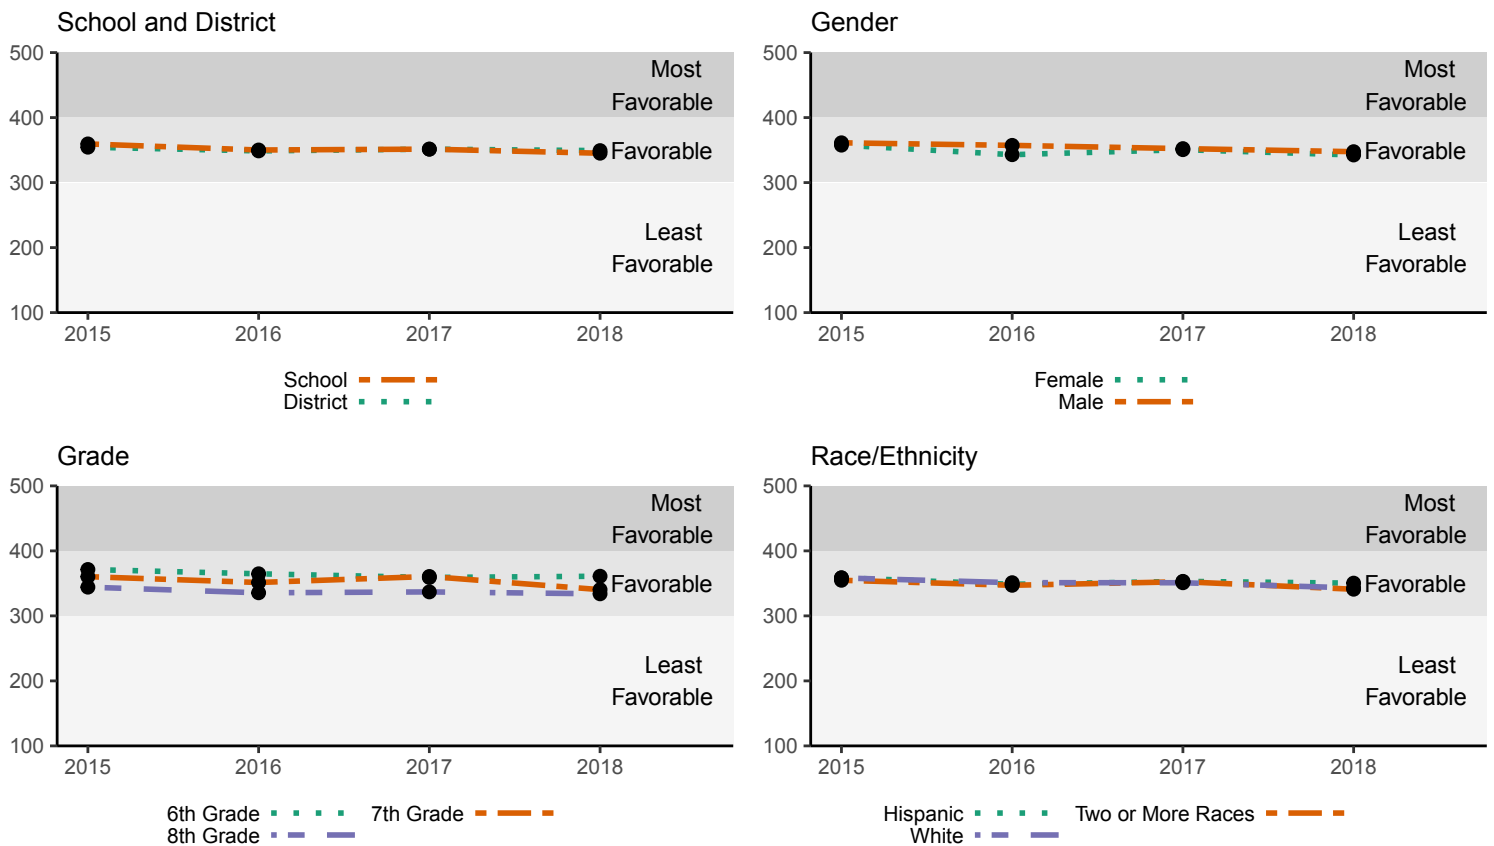 School and District
500
400
300
200
100
Most
Favorable
Favorable
Least
Favorable
2015 2016 2017 2018
School
District
Gender
500
400
300
200
100
Most
Favorable
Favorable
Least
Favorable
2015 2016 2017 2018
Female
Male
Grade
500
400
300
200
100
Most
Favorable
Favorable
Least
Favorable
2015 2016 2017 2018
6th Grade 7th Grade
8th Grade
Race/Ethnicity
500
400
300
200
100
Most
Favorable
Favorable
Least
Favorable
2015 2016 2017 2018
Hispanic Two or More Races
White